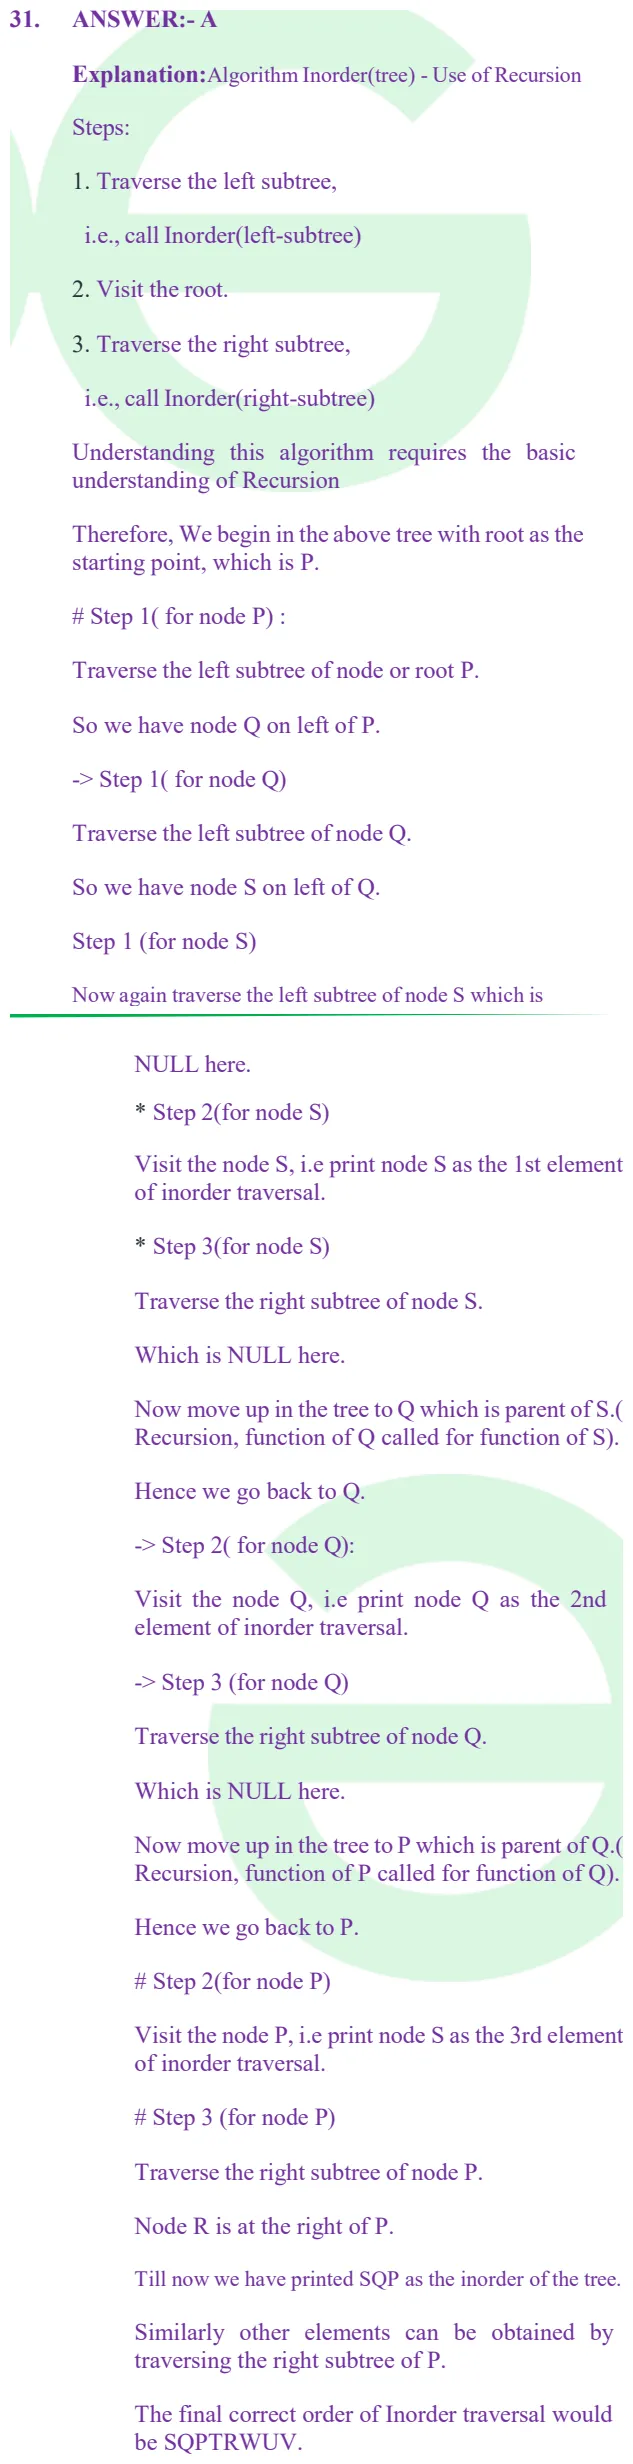 31. ANSWER:- A
Explanation:Algorithm Inorder(tree) - Use of Recursion
Steps:
1. Traverse the left subtree,
i.e., call Inorder(left-subtree)
2. Visit the root.
3. Traverse the right subtree,
i.e., call Inorder(right-subtree)
Understanding this algorithm requires the basic
understanding of Recursion
Therefore, We begin in the above tree with root as the
starting point, which is P.
# Step 1( for node P) :
Traverse the left subtree of node or root P.
So we have node Q on left of P.
-> Step 1( for node Q)
Traverse the left subtree of node Q.
So we have node S on left of Q.
Step 1 (for node S)
Now again traverse the left subtree of node S which is
NULL here.
* Step 2(for node S)
Visit the node S, i.e print node S as the 1st element
of inorder traversal.
* Step 3(for node S)
Traverse the right subtree of node S.
Which is NULL here.
Now move up in the tree to Q which is parent of S.(
Recursion, function of Q called for function of S).
Hence we go back to Q.
-> Step 2( for node Q):
Visit the node Q, i.e print node Q as the 2nd
element of inorder traversal.
-> Step 3 (for node Q)
Traverse the right subtree of node Q.
Which is NULL here.
Now move up in the tree to P which is parent of Q.(
Recursion, function of P called for function of Q).
Hence we go back to P.
# Step 2(for node P)
Visit the node P, i.e print node S as the 3rd element
of inorder traversal.
# Step 3 (for node P)
Traverse the right subtree of node P.
Node R is at the right of P.
Till now we have printed SQP as the inorder of the tree.
Similarly other elements can be obtained by
traversing the right subtree of P.
The final correct order of Inorder traversal would
be SQPTRWUV.